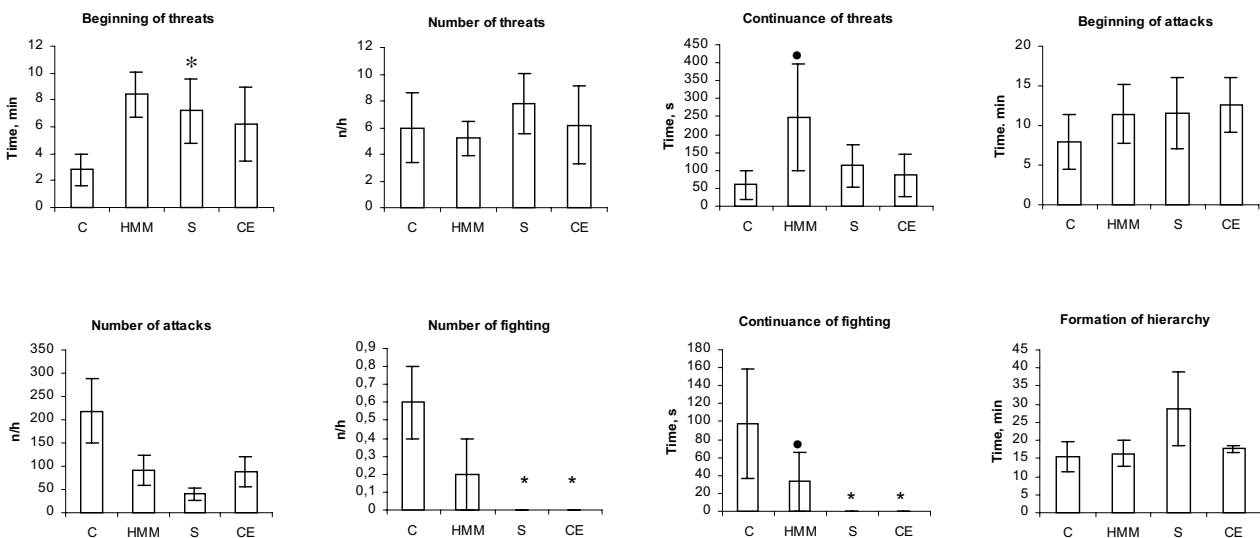 Beginning of threats
Time, min
12
10
8
6
4
2
0
*
C HMM S CE
Number of threats
n/h
12
10
8
6
4
2
0
C HMM S CE
Continuance of threats
Time, s
450
400
350
300
250
200
150
100
50
0
C HMM S CE
Beginning of attacks
Time. min
20
15
10
5
0
C HMM S CE
Number of attacks
n/h
350
300
250
200
150
100
50
0
C HMM S CE
Number of fighting
n/h
0,9
0,8
0,7
0,6
0,5
0,4
0,3
0,2
0,1
0
* *
C HMM S CE
Continuance of fighting
Time, s
180
160
140
120
100
80
60
40
20
0
* *
C HMM S CE
Formation of hierarchy
Time, min
45
40
35
30
25
20
15
10
5
0
C HMM S CE